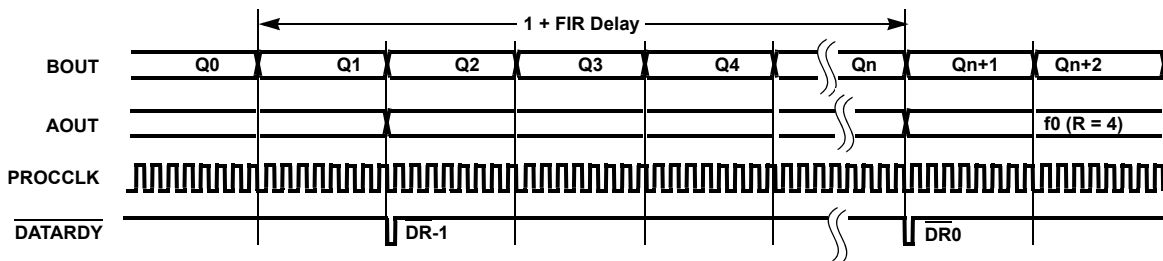 1 + FIR Delay
BOUT Q0 Q1 Q2 Q3 Q4 Qn Qn+1 Qn+2
AOUT f0 (R = 4)
PROCCLK
DATARDY DR-1 DR0